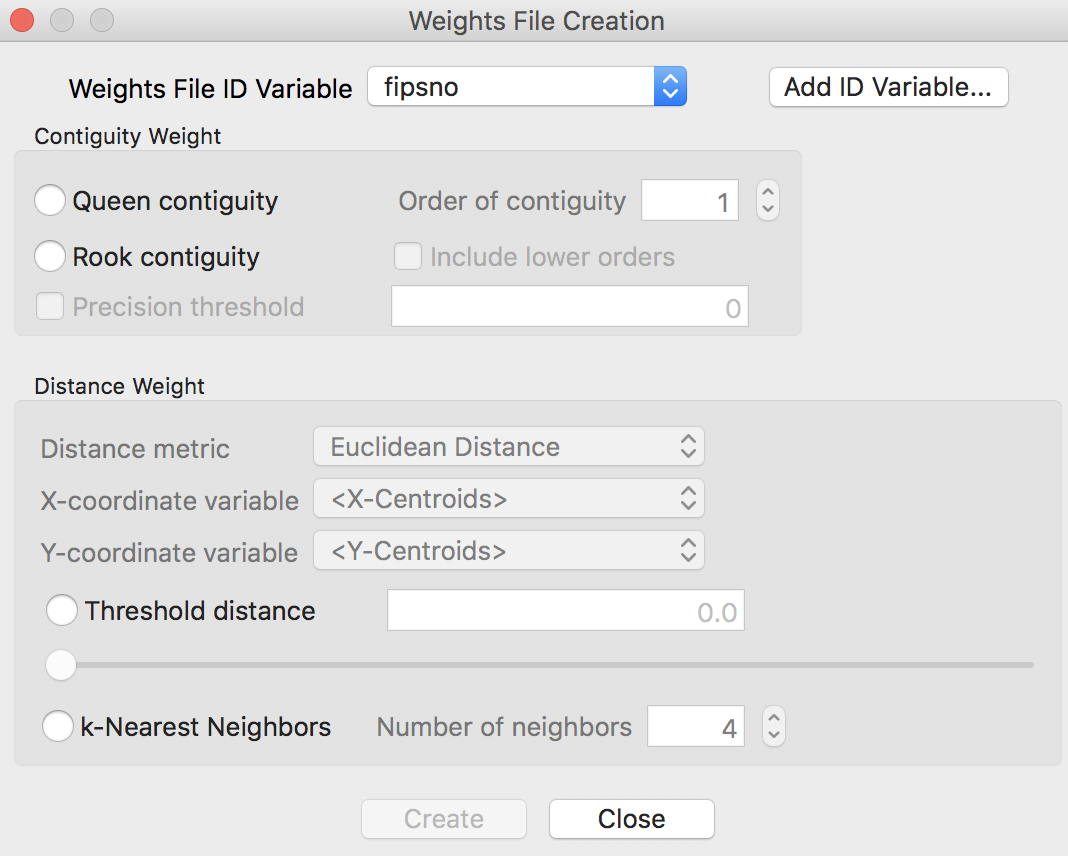 Weights File Creation
Weights File ID Variable fipsno Add ID Variable...
Contiguity Weight
Queen contiguity Order of contiguity 1
Rook contiguity Include lower orders
Precision threshold 0
Distance Weight
Distance metric Euclidean Distance
X-coordinate variable <X-Centroids>
Y-coordinate variable <Y-Centroids>
Threshold distance 0.0
k-Nearest Neighbors Number of neighbors 4
Create Close